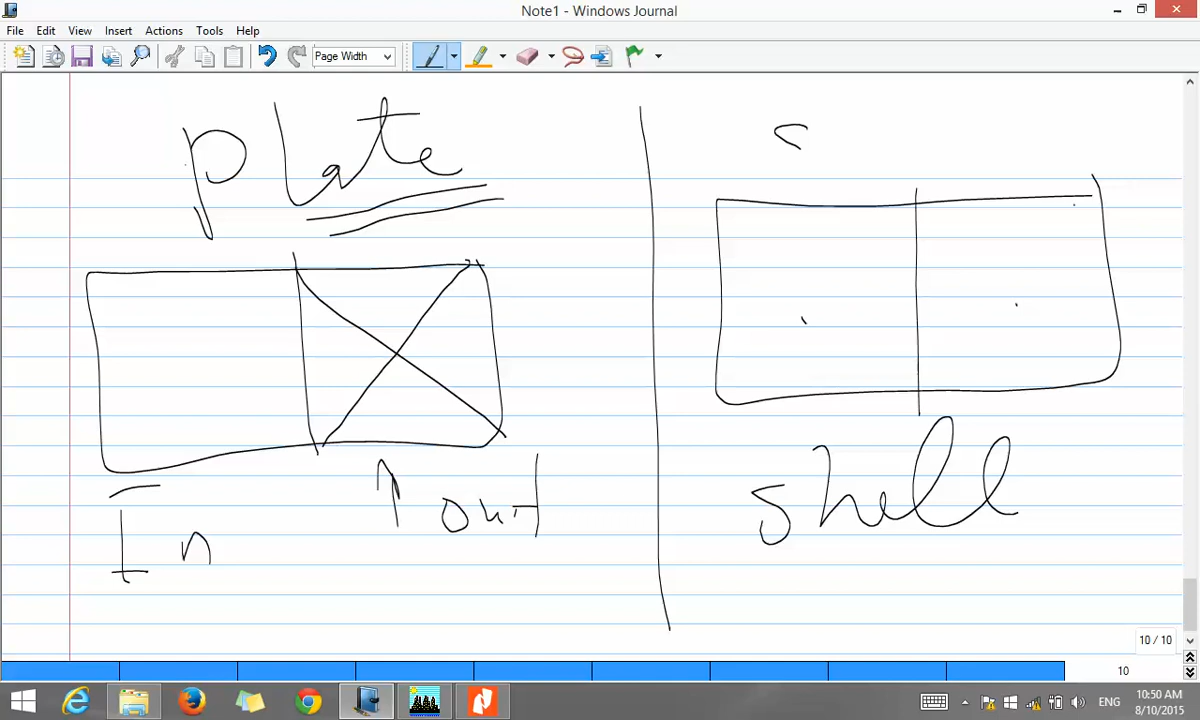 Note1 - Windows Journal
File Edit View Insert Actions Tools Help
Page Width
plate
s
In
out
shell
10 / 10
10
ENG
10:50 AM
8/10/2015